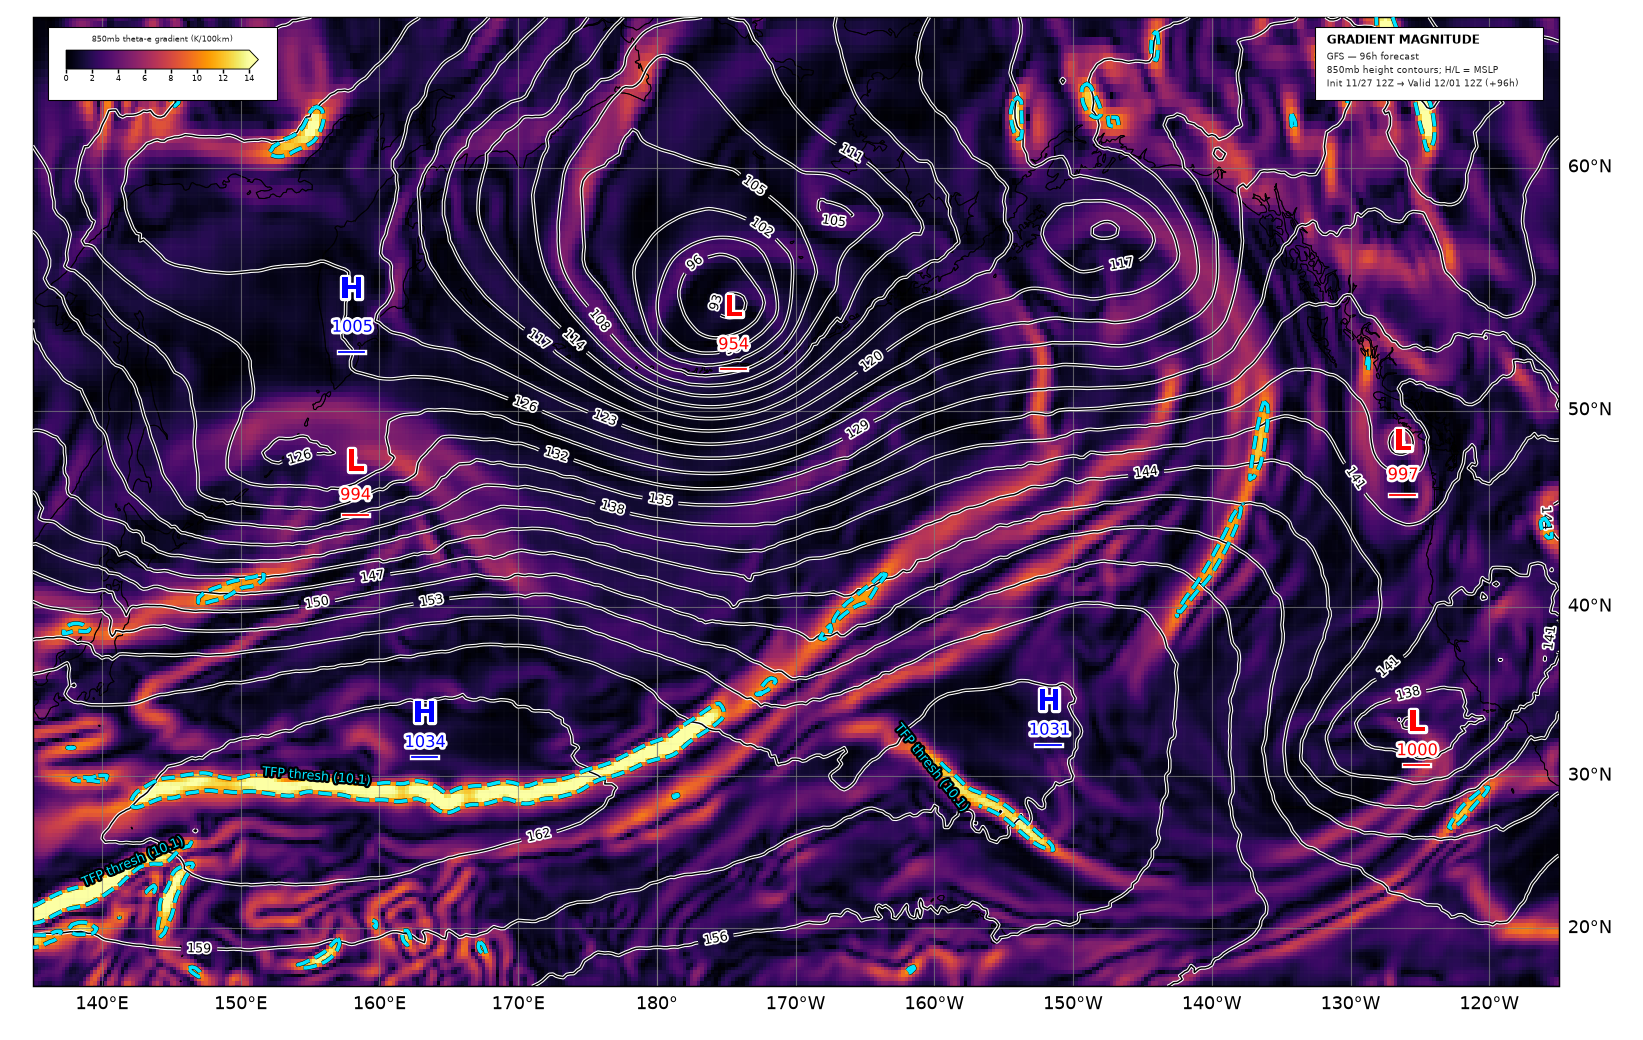 850mb theta-e gradient (K/100km)
0 2 4 6 8 10 12 14
GRADIENT MAGNITUDE
GFS — 96h forecast
850mb height contours; H/L = MSLP
Init 11/27 12Z → Valid 12/01 12Z (+96h)
111
105
105
102
96
93
117
H
1005
L
954
108
114
117
120
126
123
129
132
126
135
138
144
141
L
994
L
997
141
147
150
153
141
141
138
H
1034
H
1031
L
1000
TFP thresh (10.1)
TFP thresh (10.1)
TFP thresh (10.1)
162
159
156
60°N
50°N
40°N
30°N
20°N
140°E 150°E 160°E 170°E 180° 170°W 160°W 150°W 140°W 130°W 120°W